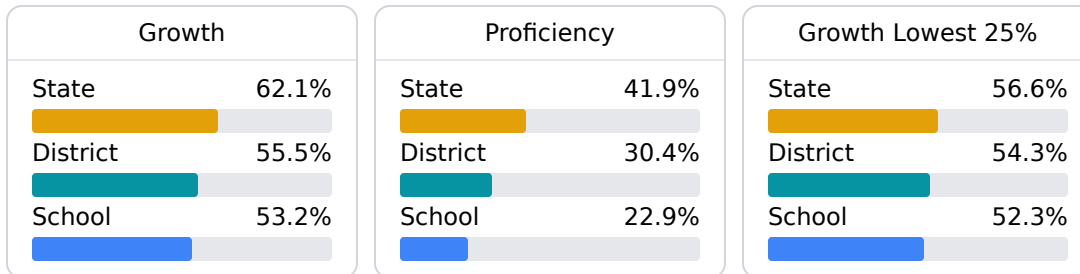 Growth
State 62.1%
District 55.5%
School 53.2%
Proficiency
State 41.9%
District 30.4%
School 22.9%
Growth Lowest 25%
State 56.6%
District 54.3%
School 52.3%